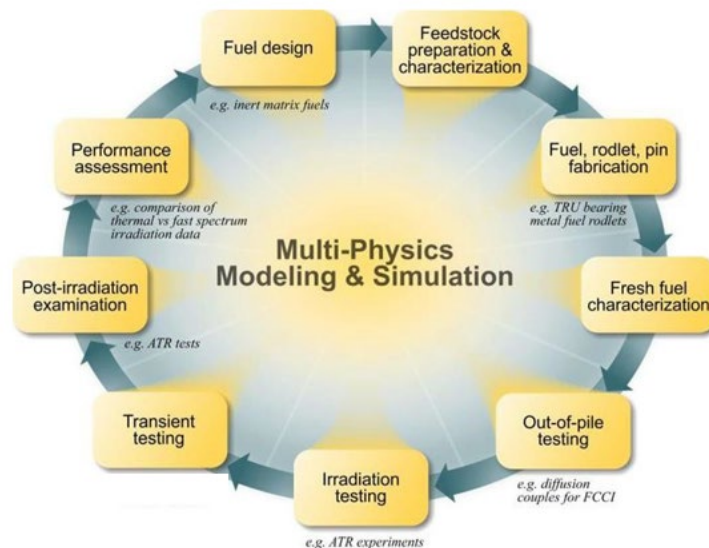 Fuel design
e.g. inert matrix fuels
Feedstock
preparation &
characterization
Fuel, rodlet, pin
fabrication
e.g. TRU bearing
metal fuel rodlets
Fresh fuel
characterization
Out-of-pile
testing
e.g. diffusion
couples for FCCI
Irradiation
testing
e.g. ATR experiments
Transient
testing
Post-irradiation
examination
e.g. ATR tests
Performance
assessment
e.g. comparison of
thermal vs fast spectrum
irradiation data
Multi-Physics
Modeling & Simulation